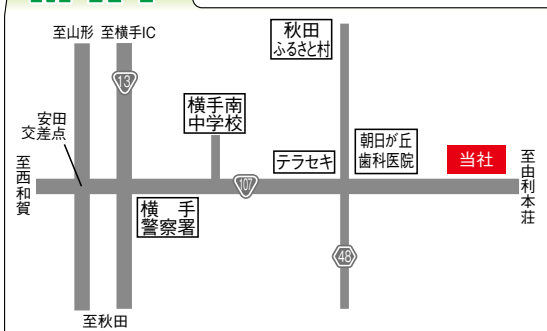 至山形
至横手IC
秋田
ふるさと村
13
安田
交差点
横手南
中学校
朝日が丘
歯科医院
テラセキ
当社
至西和賀
至由利本荘
107
横手
警察署
48
至秋田